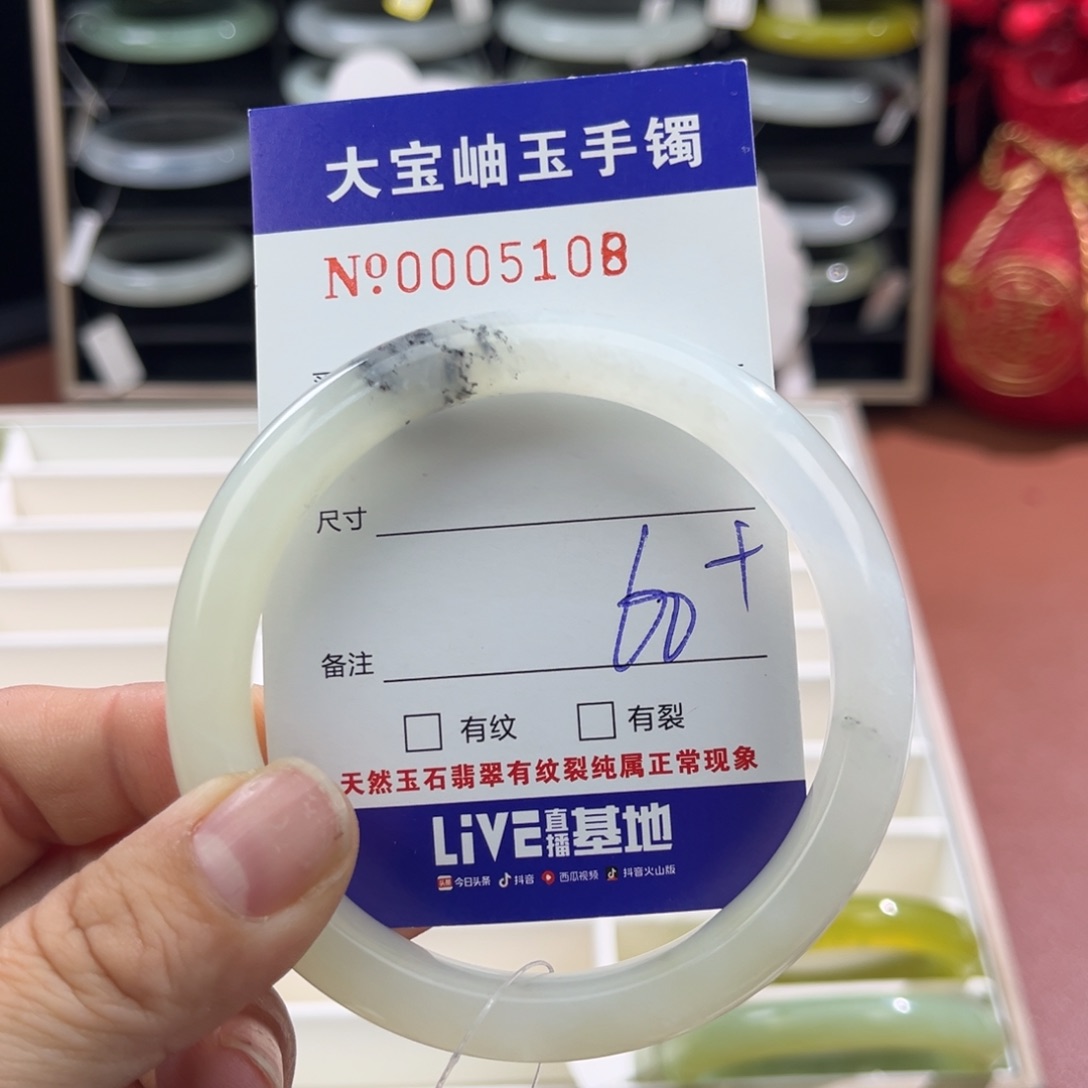 大宝岫玉手镯
Nº0005108
尺寸
60+
备注
有纹 有裂
天然玉石翡翠有纹裂纯属正常现象
LiVE直播基地
头条 今日头条 抖音 西瓜视频 抖音火山版